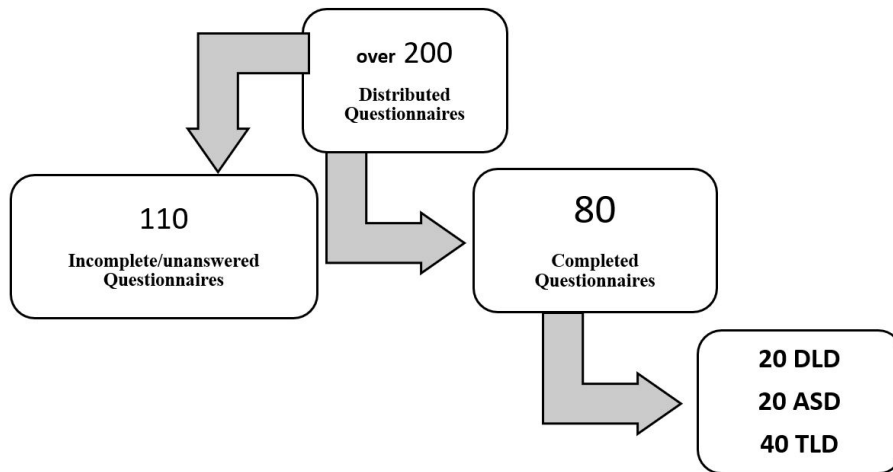 over 200
Distributed
Questionnaires
110
Incomplete/unanswered
Questionnaires
80
Completed
Questionnaires
20 DLD
20 ASD
40 TLD